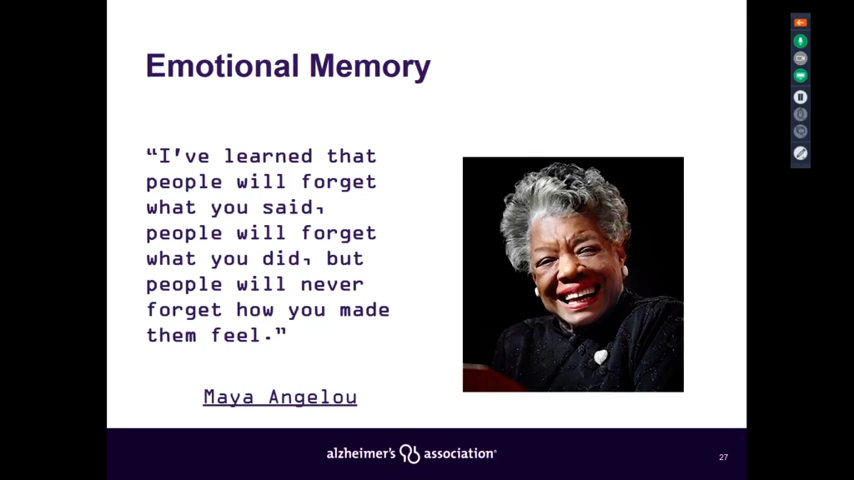 Emotional Memory
“I’ve learned that
people will forget
what you said,
people will forget
what you did, but
people will never
forget how you made
them feel.”
Maya Angelou
alzheimer's association®
27